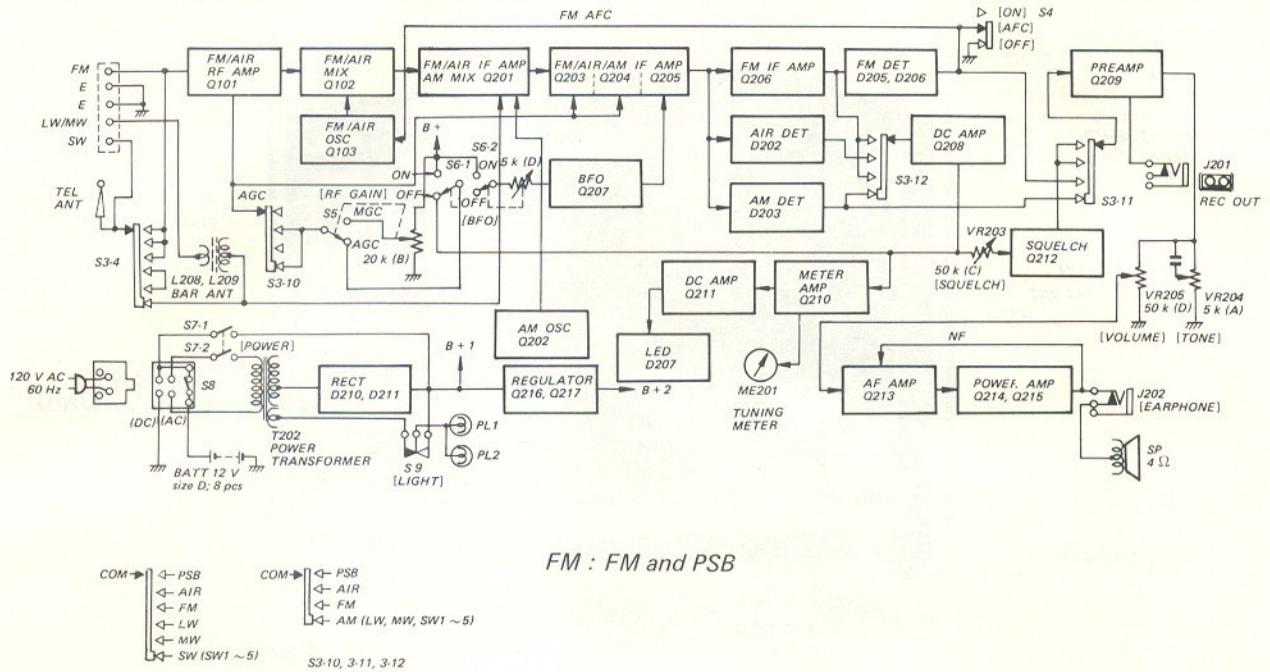 FM AFC
[ON] S4
[AFC]
[OFF]
FM
E
E
LW/MW
SW
FM/AIR
RF AMP
Q101
FM/AIR
MIX
Q102
FM/AIR IF AMP
AM MIX Q201
FM/AIR/AM IF AMP
Q203 Q204 Q205
FM IF AMP
Q206
FM DET
D205, D206
PREAMP
Q209
FM/AIR
OSC
Q103
B+
S6-2
S6-1
ON
ON
5 k (D)
OFF
OFF
[BFO]
BFO
Q207
AIR DET
D202
DC AMP
Q208
S3-12
AM DET
D203
S3-11
J201
REC OUT
TEL
ANT
AGC
[RF GAIN]
S5
MGC
AGC
20 k (B)
S3-4
L208, L209
BAR ANT
S3-10
VR203
50 k (C)
[SQUELCH]
SQUELCH
Q212
DC AMP
Q211
METER
AMP
Q210
VR205
50 k (D)
[VOLUME]
VR204
5 k (A)
[TONE]
AM OSC
Q202
LED
D207
NF
S7-1
S7-2
[POWER]
120 V AC
60 Hz
S8
(DC)
(AC)
RECT
D210, D211
B + 1
REGULATOR
Q216, Q217
B + 2
ME201
TUNING
METER
AF AMP
Q213
POWEF. AMP
Q214, Q215
J202
[EARPHONE]
T202
POWER
TRANSFORMER
BATT 12 V
size D; 8 pcs
S 9
[LIGHT]
PL1
PL2
SP
4 Ω
FM : FM and PSB
COM
PSB
AIR
FM
LW
MW
SW (SW1 ~ 5)
COM
PSB
AIR
FM
AM (LW, MW, SW1 ~ 5)
S3-10, 3-11, 3-12